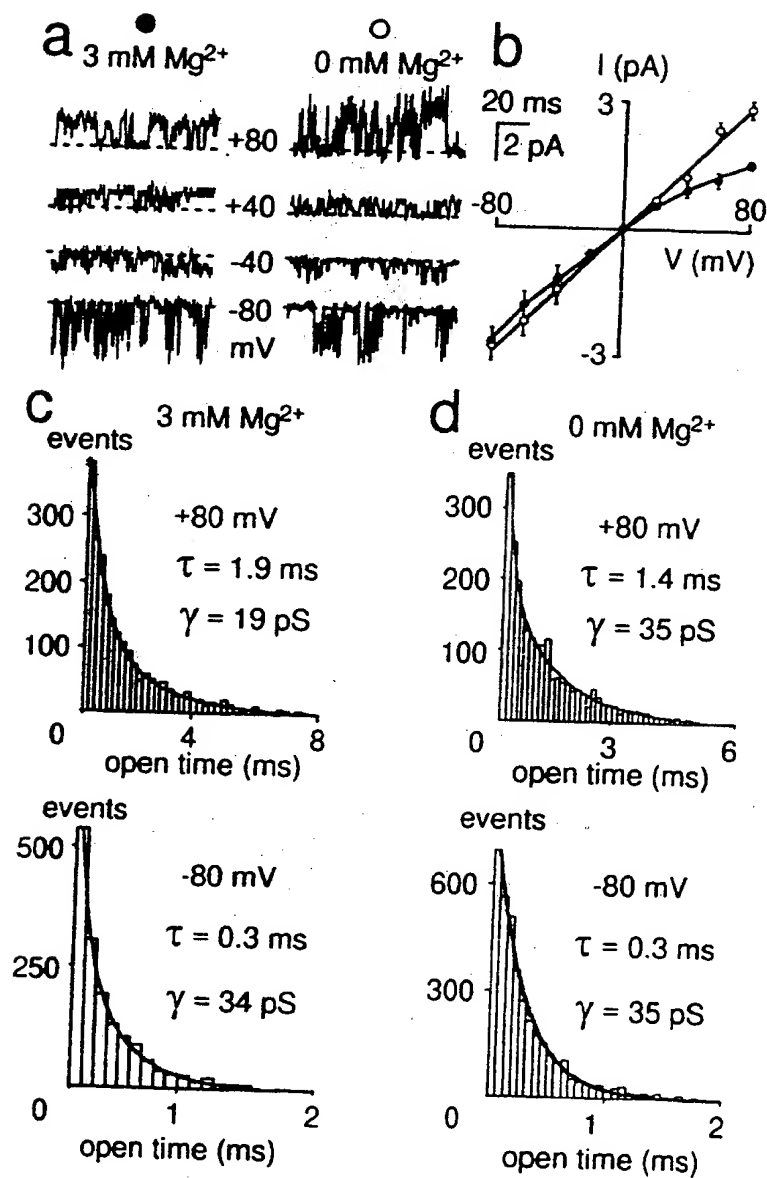 a
3 mM Mg²⁺
0 mM Mg²⁺
+80
+40
-40
-80
mV
20 ms
2 pA
b
I (pA)
3
-80
80
V (mV)
-3
c
3 mM Mg²⁺
events
300
200
100
0
4
8
open time (ms)
+80 mV
τ = 1.9 ms
γ = 19 pS
events
500
250
0
1
2
open time (ms)
-80 mV
τ = 0.3 ms
γ = 34 pS
d
0 mM Mg²⁺
events
300
200
100
0
3
6
open time (ms)
+80 mV
τ = 1.4 ms
γ = 35 pS
events
600
300
0
1
2
open time (ms)
-80 mV
τ = 0.3 ms
γ = 35 pS